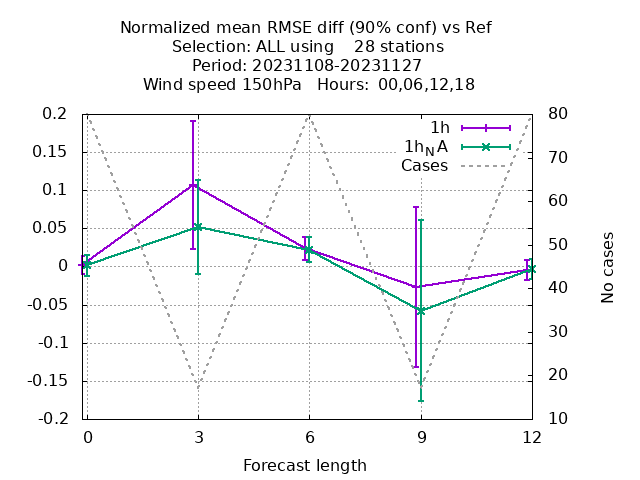 Normalized mean RMSE diff (90% conf) vs Ref
Selection: ALL using    28 stations
Period: 20231108-20231127
Wind speed 150hPa   Hours: 00,06,12,18
1h
1h_NA
Cases
0.2
0.15
0.1
0.05
0
-0.05
-0.1
-0.15
-0.2
80
70
60
50
40
30
20
10
No cases
0 3 6 9 12
Forecast length